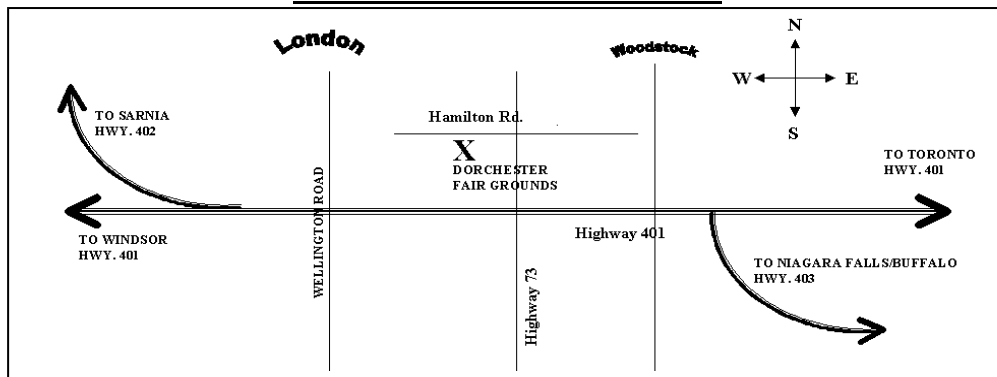 London
Woodstock
N
W
E
S
TO SARNIA
HWY. 402
Hamilton Rd.
X
DORCHESTER
FAIR GROUNDS
TO TORONTO
HWY. 401
WELLINGTON ROAD
TO WINDSOR
HWY. 401
Highway 401
Highway 73
TO NIAGARA FALLS/BUFFALO
HWY. 403